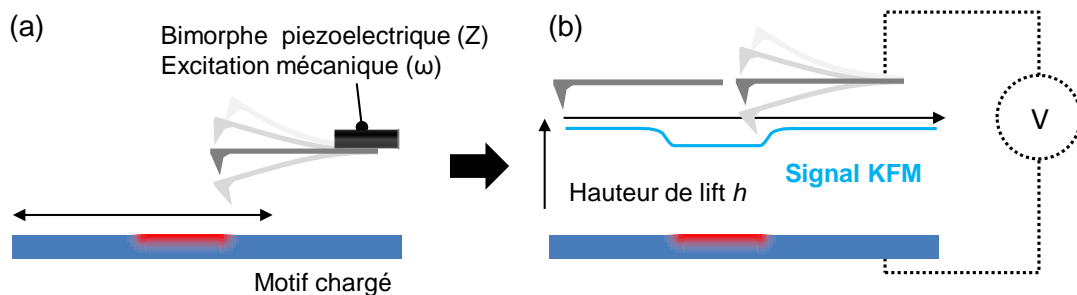 (a)
Bimorphe piezoelectrique (Z)
Excitation mécanique (ω)
Motif chargé
(b)
V
Signal KFM
Hauteur de lift h